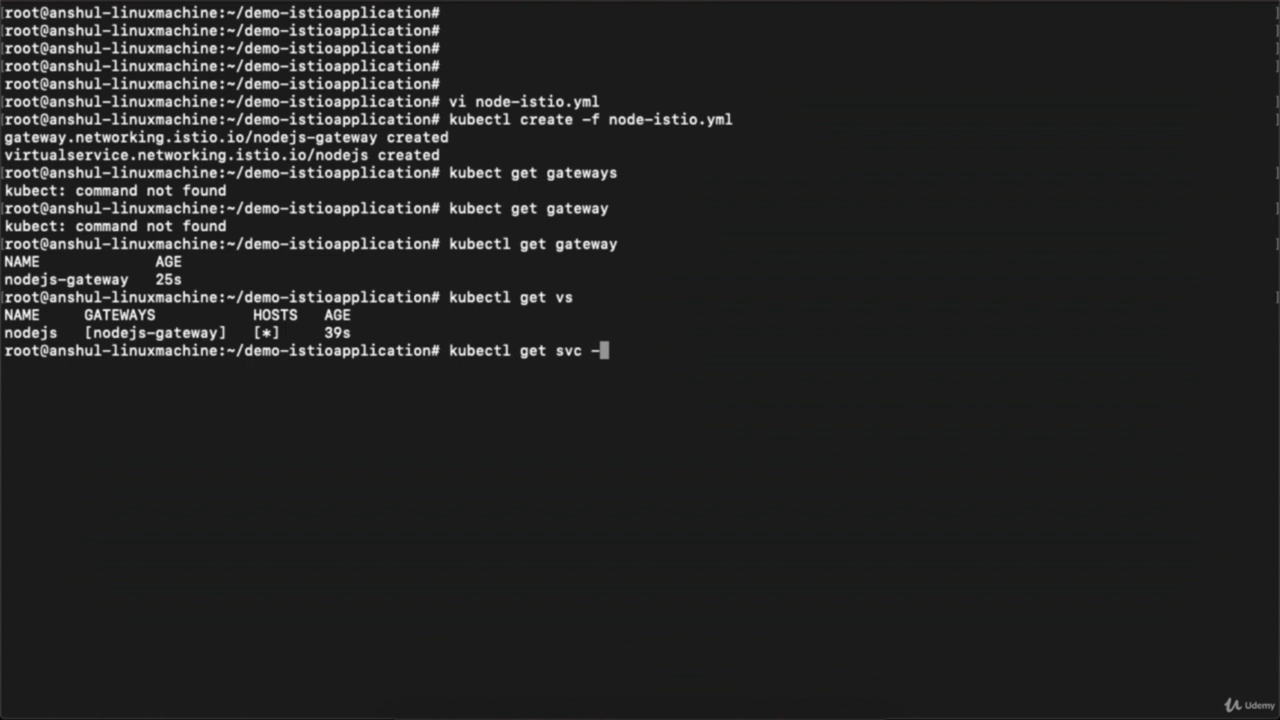 root@anshul-linuxmachine:~/demo-istioapplication#
root@anshul-linuxmachine:~/demo-istioapplication#
root@anshul-linuxmachine:~/demo-istioapplication#
root@anshul-linuxmachine:~/demo-istioapplication#
root@anshul-linuxmachine:~/demo-istioapplication#
root@anshul-linuxmachine:~/demo-istioapplication# vi node-istio.yml
root@anshul-linuxmachine:~/demo-istioapplication# kubectl create -f node-istio.yml
gateway.networking.istio.io/nodejs-gateway created
virtualservice.networking.istio.io/nodejs created
root@anshul-linuxmachine:~/demo-istioapplication# kubect get gateways
kubect: command not found
root@anshul-linuxmachine:~/demo-istioapplication# kubect get gateway
kubect: command not found
root@anshul-linuxmachine:~/demo-istioapplication# kubectl get gateway
NAME AGE
nodejs-gateway 25s
root@anshul-linuxmachine:~/demo-istioapplication# kubectl get vs
NAME GATEWAYS HOSTS AGE
nodejs [nodejs-gateway] [*] 39s
root@anshul-linuxmachine:~/demo-istioapplication# kubectl get svc -
Udemy